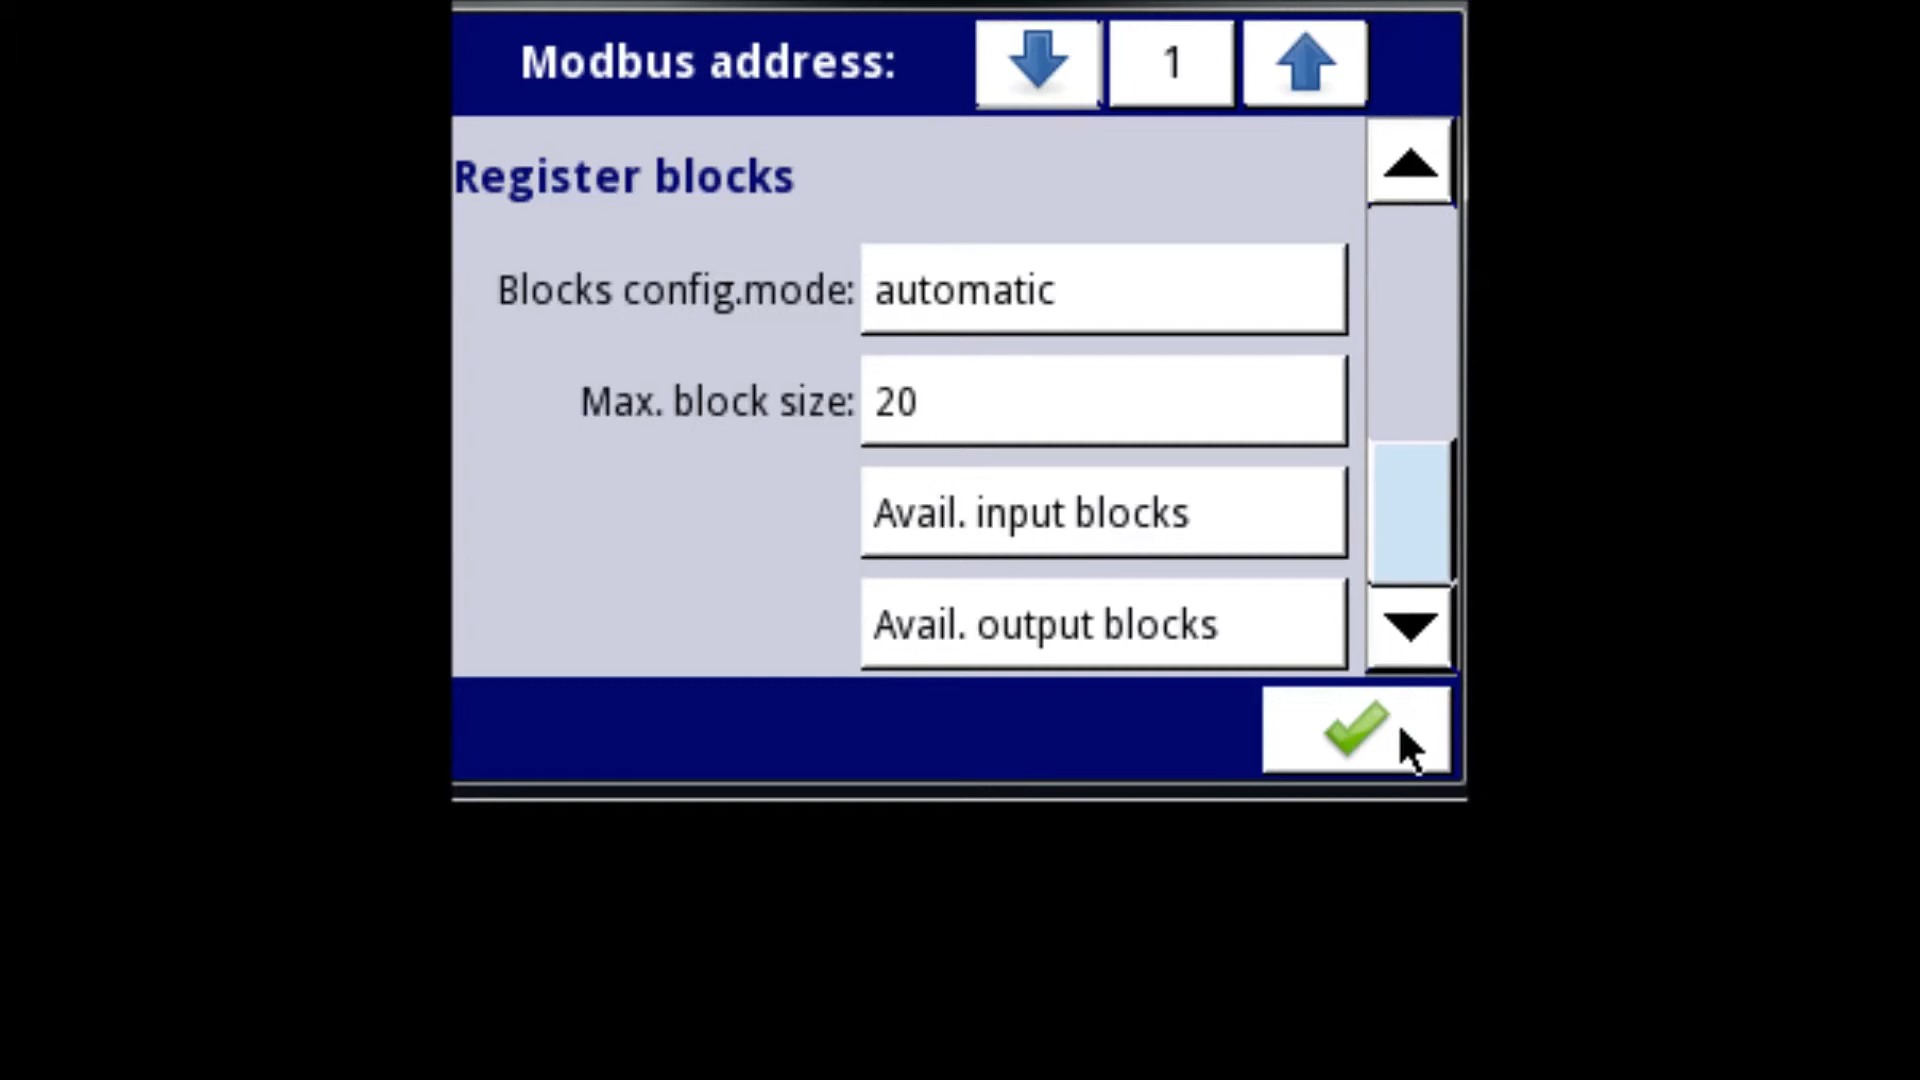 Modbus address: 1
Register blocks
Blocks config.mode: automatic
Max. block size: 20
Avail. input blocks
Avail. output blocks